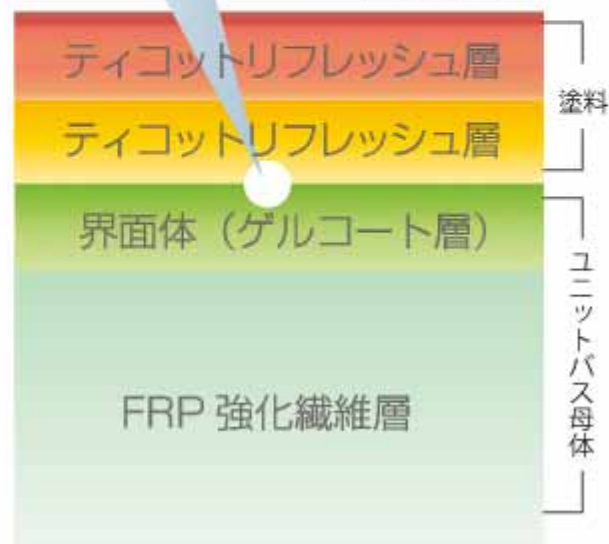 ティコットリフレッシュ層
ティコットリフレッシュ層
塗料
界面体（ゲルコート層）
FRP 強化繊維層
ユニットバス母体